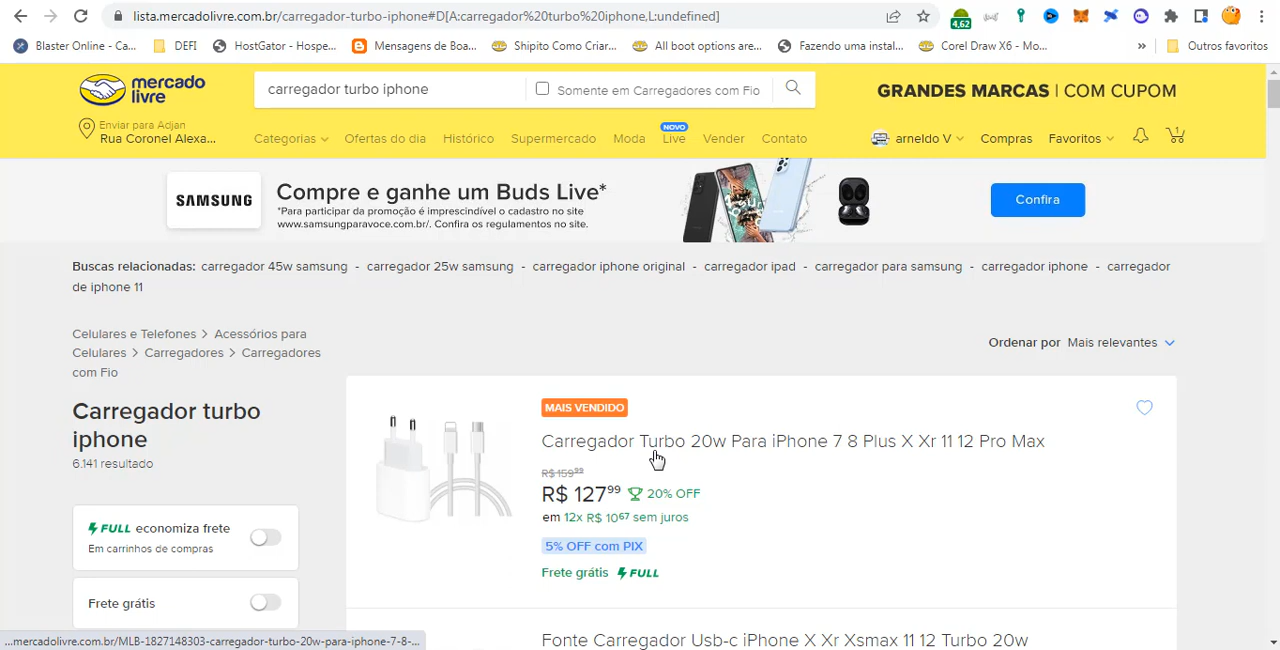 lista.mercadolivre.com.br/carregador-turbo-iphone#D[A:carregador%20turbo%20iphone,L:undefined]
4,62
Blaster Online - Ca...
DEFI
HostGator - Hospe...
Mensagens de Boa...
Shipito Como Criar...
All boot options are...
Fazendo uma instal...
Corel Draw X6 - Mo...
»
Outros favoritos
mercado
livre
carregador turbo iphone
Somente em Carregadores com Fio
GRANDES MARCAS | COM CUPOM
Enviar para Adjan
Rua Coronel Alexa...
Categorias
Ofertas do dia
Histórico
Supermercado
Moda
NOVO
Live
Vender
Contato
arneldo V
Compras
Favoritos
1
SAMSUNG
Compre e ganhe um Buds Live*
*Para participar da promoção é imprescindível o cadastro no site
www.samsungparavoce.com.br/. Confira os regulamentos no site.
Confira
Buscas relacionadas: carregador 45w samsung - carregador 25w samsung - carregador iphone original - carregador ipad - carregador para samsung - carregador iphone - carregador
de iphone 11
Celulares e Telefones > Acessórios para
Celulares > Carregadores > Carregadores
com Fio
Ordenar por Mais relevantes
Carregador turbo
iphone
6.141 resultado
FULL economiza frete
Em carrinhos de compras
Frete grátis
MAIS VENDIDO
Carregador Turbo 20w Para iPhone 7 8 Plus X Xr 11 12 Pro Max
R$ 159⁹⁹
R$ 127⁹⁹ 20% OFF
em 12x R$ 10⁶⁷ sem juros
5% OFF com PIX
Frete grátis FULL
Fonte Carregador Usb-c iPhone X Xr Xsmax 11 12 Turbo 20w
...mercadolivre.com.br/MLB-1827148303-carregador-turbo-20w-para-iphone-7-8-...